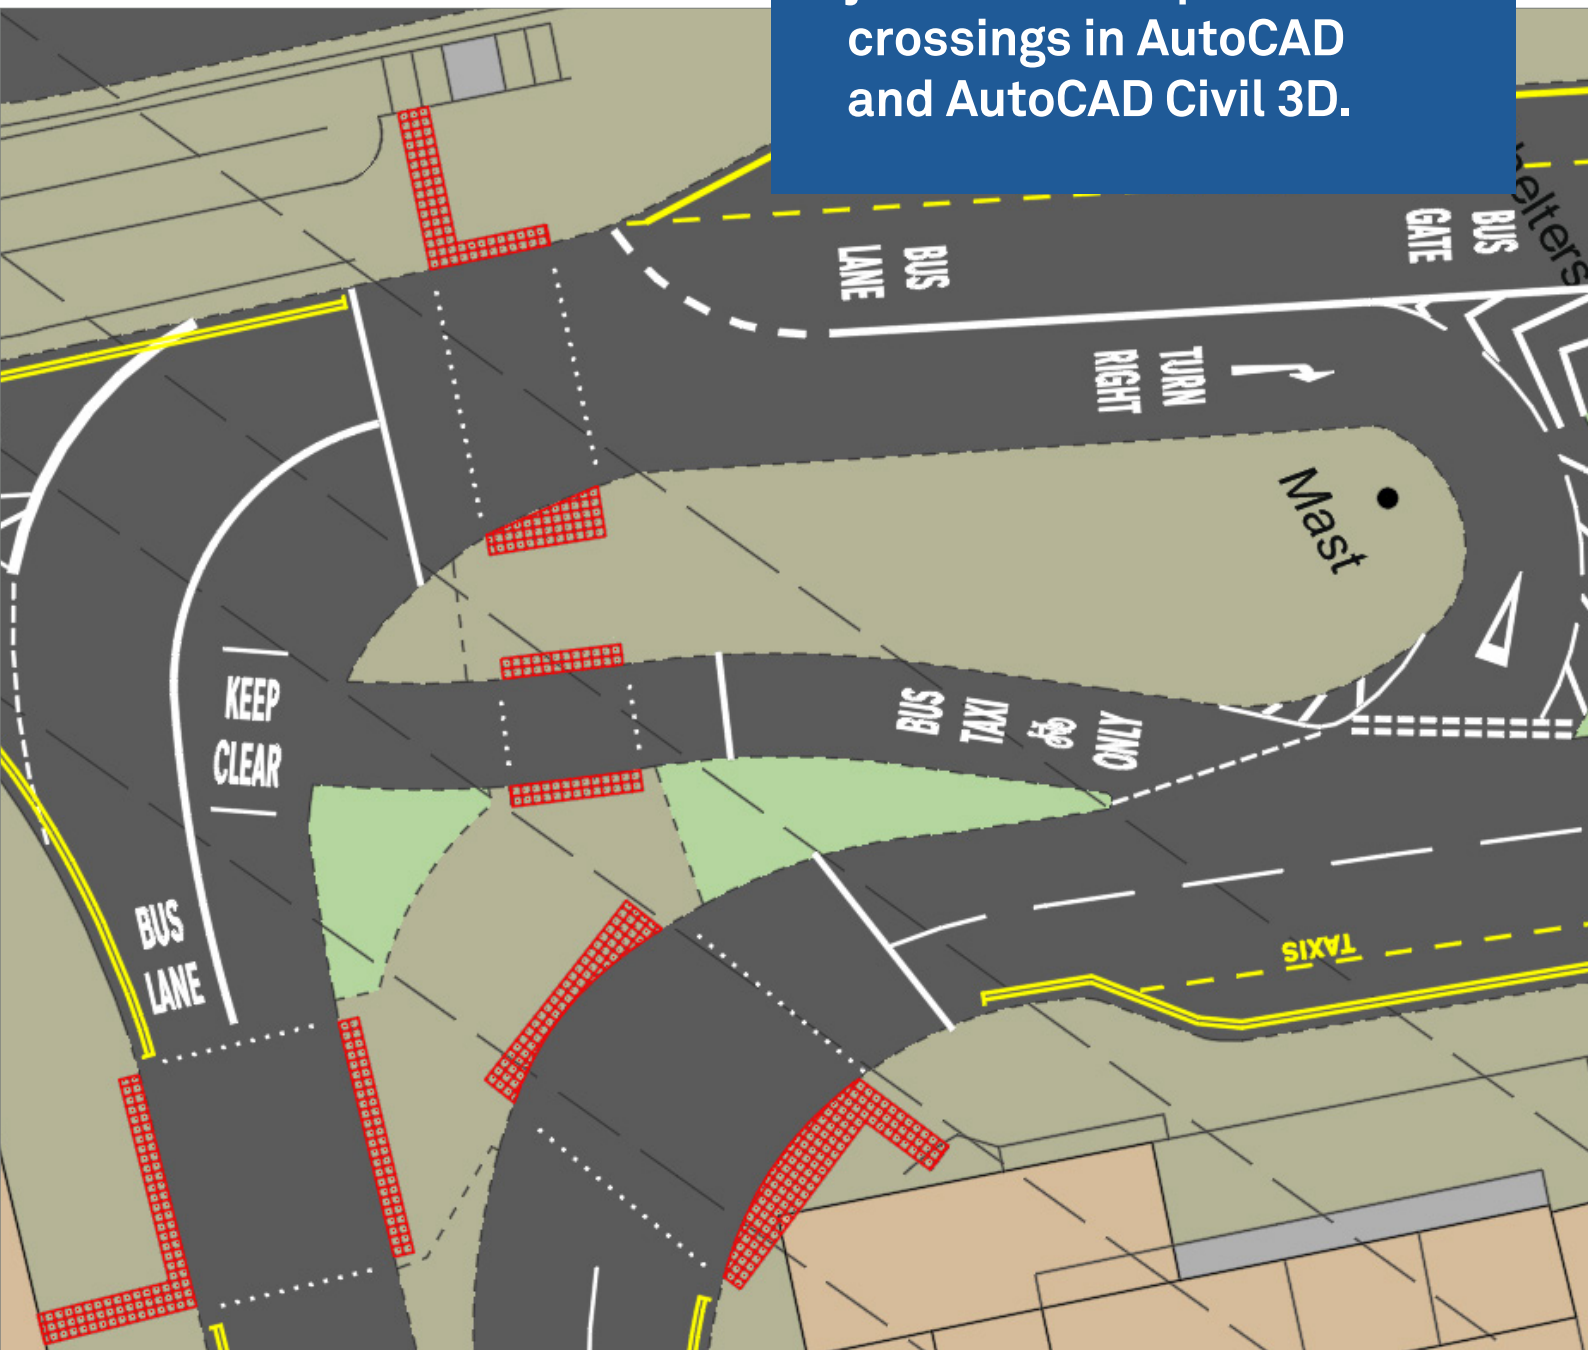 crossings in AutoCAD
and AutoCAD Civil 3D.
elters
BUS
GATE
BUS
LANE
TURN
RIGHT
Mast
KEEP
CLEAR
BUS
TAXI
ONLY
BUS
LANE
TAXIS